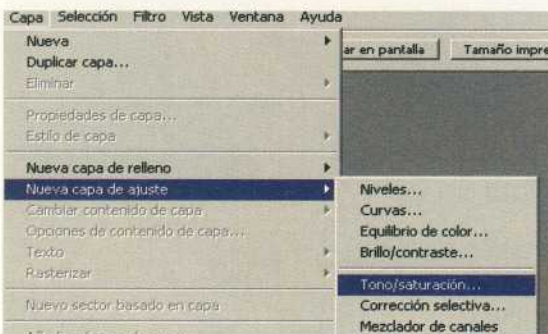 Capa Selección Filtro Vista Ventana Ayuda
Nueva
Duplicar capa...
Eliminar
Propiedades de capa...
Estilo de capa
Nueva capa de relleno
Nueva capa de ajuste
Cambiar contenido de capa
Opciones de contenido de capa...
Texto
Rasterizar
Nuevo sector basado en capa
ar en pantalla
Tamaño impre
Niveles...
Curvas...
Equilibrio de color...
Brillo/contraste...
Tono/saturación...
Corrección selectiva...
Mezclador de canales